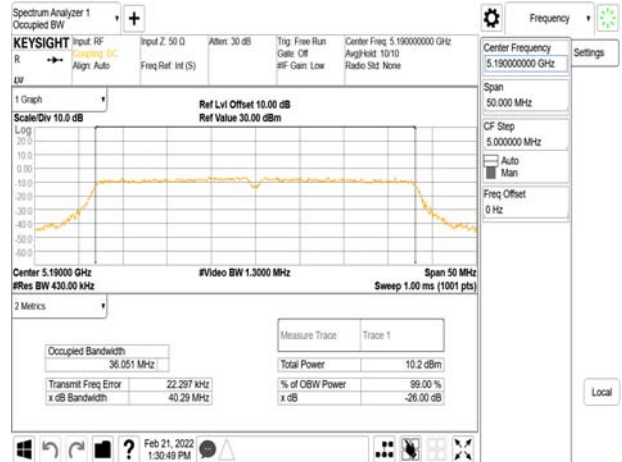 Spectrum Analyzer 1
Occupied BW
Frequency
KEYSIGHT
Input: RF
Coupling: DC
Align: Auto
Input Z: 50 Ω
Freq Ref: Int (S)
Atten: 30 dB
Trig: Free Run
Gate: Off
#IF Gain: Low
Center Freq: 5.190000000 GHz
Avg|Hold: 10/10
Radio Std: None
R
Center Frequency
5.190000000 GHz
Settings
Span
50.000 MHz
CF Step
5.000000 MHz
Auto
Man
Freq Offset
0 Hz
Local
1 Graph
Scale/Div 10.0 dB
Ref Lvl Offset 10.00 dB
Ref Value 30.00 dBm
Log
20.0
10.0
0.00
-10.0
-20.0
-30.0
-40.0
-50.0
-60.0
Center 5.19000 GHz
#Video BW 1.3000 MHz
Span 50 MHz
#Res BW 430.00 kHz
Sweep 1.00 ms (1001 pts)
2 Metrics
Measure Trace
Trace 1
Occupied Bandwidth
36.051 MHz
Total Power
10.2 dBm
Transmit Freq Error
22.297 kHz
% of OBW Power
99.00 %
x dB Bandwidth
40.29 MHz
x dB
-26.00 dB
Feb 21, 2022
1:30:49 PM